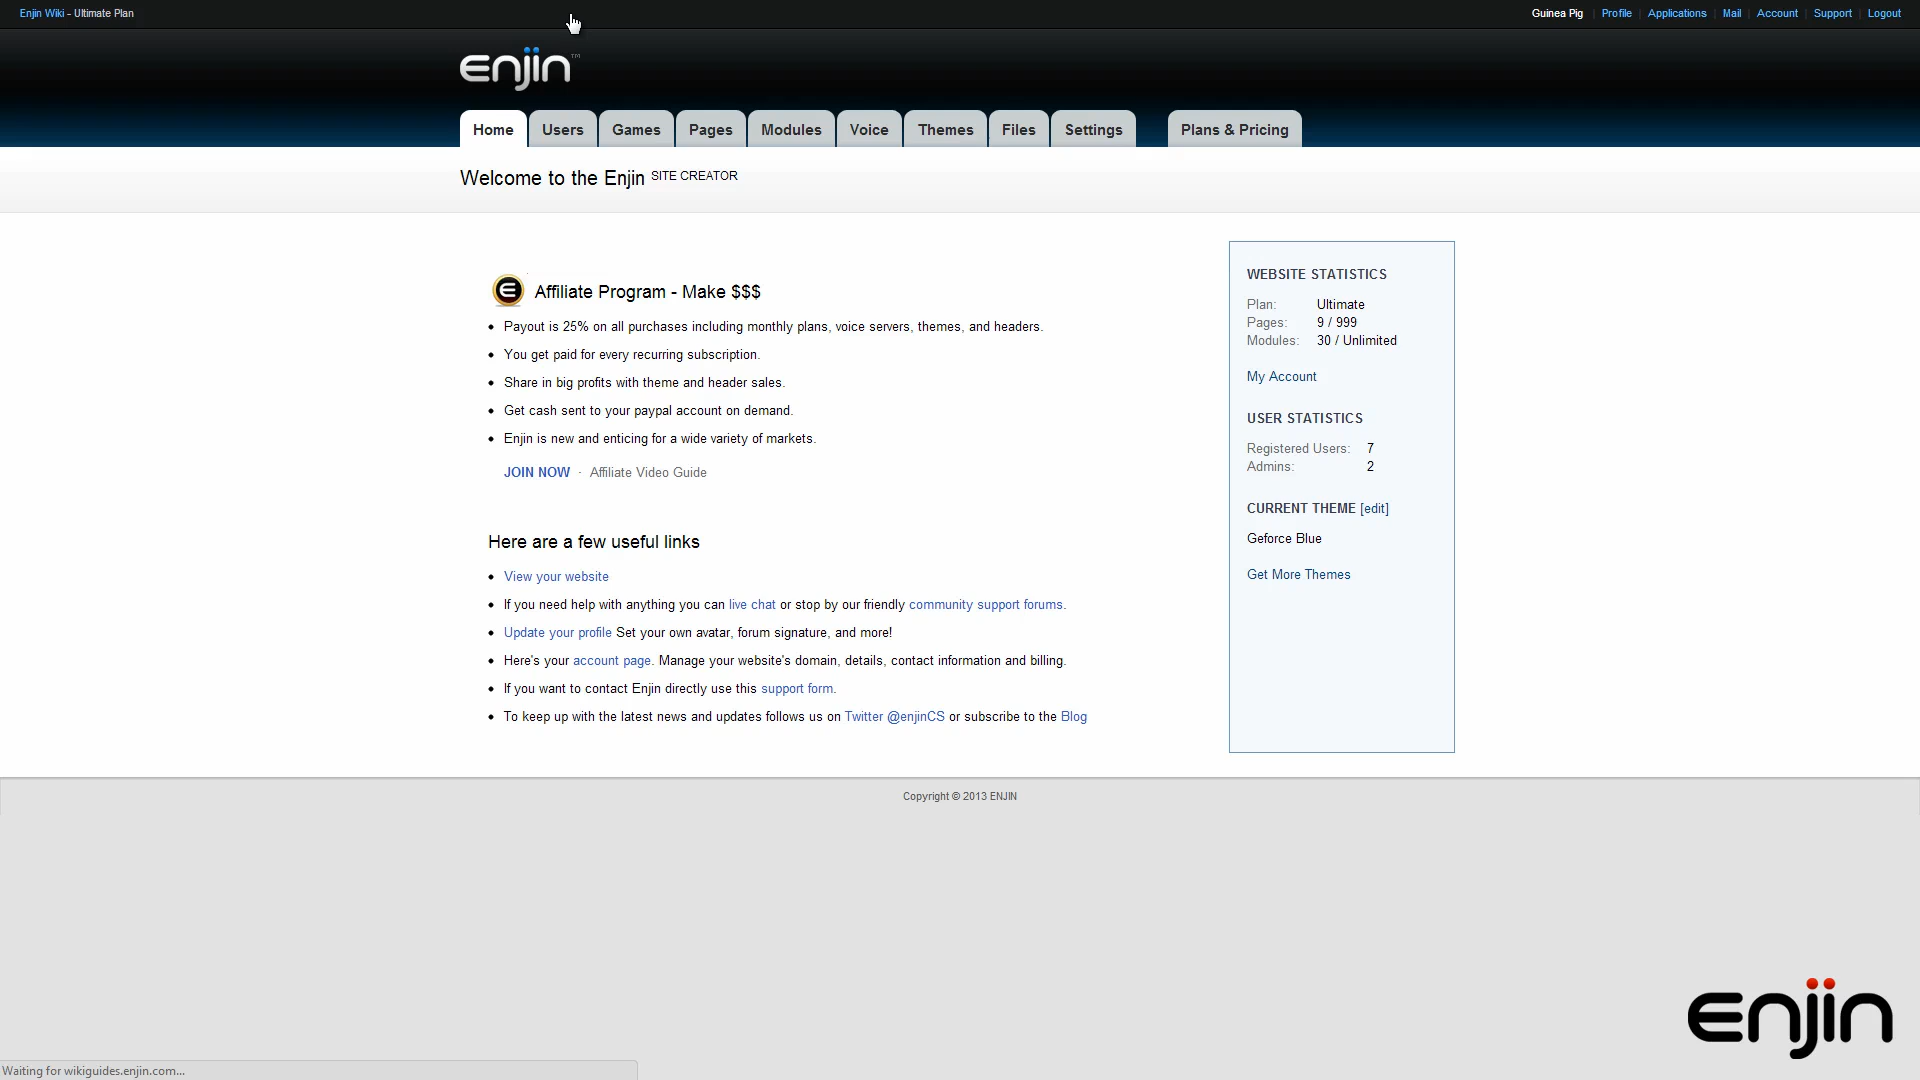 Enjin Wiki - Ultimate Plan
Guinea Pig | Profile | Applications | Mail | Account | Support | Logout
enjin™
Home Users Games Pages Modules Voice Themes Files Settings Plans & Pricing
Welcome to the Enjin SITE CREATOR
Affiliate Program - Make $$$
• Payout is 25% on all purchases including monthly plans, voice servers, themes, and headers.
• You get paid for every recurring subscription.
• Share in big profits with theme and header sales.
• Get cash sent to your paypal account on demand.
• Enjin is new and enticing for a wide variety of markets.
JOIN NOW · Affiliate Video Guide
Here are a few useful links
• View your website
• If you need help with anything you can live chat or stop by our friendly community support forums.
• Update your profile Set your own avatar, forum signature, and more!
• Here's your account page. Manage your website's domain, details, contact information and billing.
• If you want to contact Enjin directly use this support form.
• To keep up with the latest news and updates follows us on Twitter @enjinCS or subscribe to the Blog
WEBSITE STATISTICS
Plan: Ultimate
Pages: 9 / 999
Modules: 30 / Unlimited
My Account
USER STATISTICS
Registered Users: 7
Admins: 2
CURRENT THEME [edit]
Geforce Blue
Get More Themes
Copyright © 2013 ENJIN
enjin
Waiting for wikiguides.enjin.com...